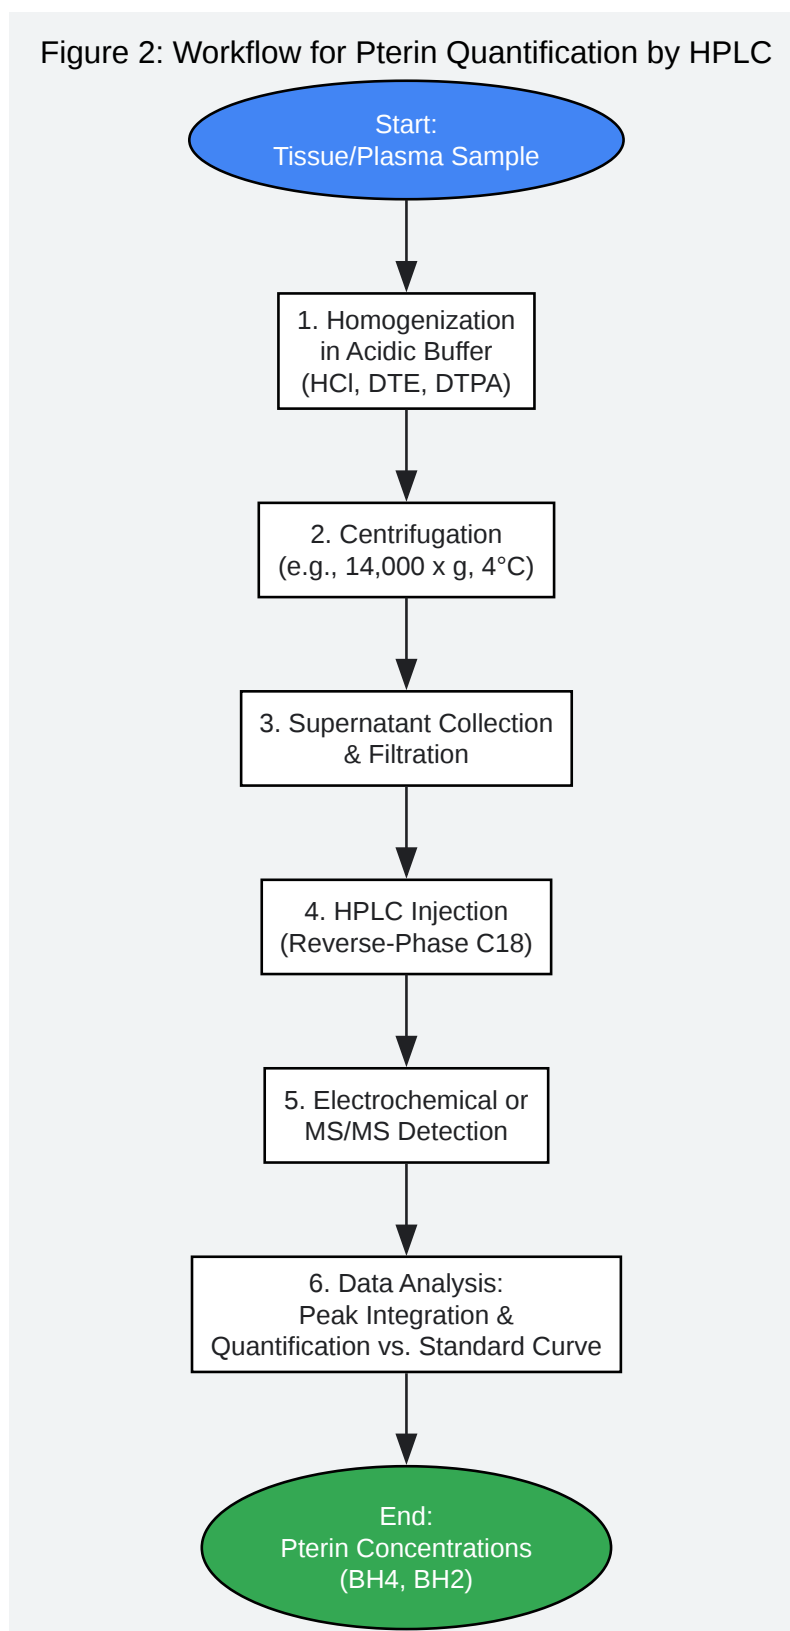 Figure 2: Workflow for Pterin Quantification by HPLC
Start:
Tissue/Plasma Sample
1. Homogenization
in Acidic Buffer
(HCl, DTE, DTPA)
2. Centrifugation
(e.g., 14,000 x g, 4°C)
3. Supernatant Collection
& Filtration
4. HPLC Injection
(Reverse-Phase C18)
5. Electrochemical or
MS/MS Detection
6. Data Analysis:
Peak Integration &
Quantification vs. Standard Curve
End:
Pterin Concentrations
(BH4, BH2)